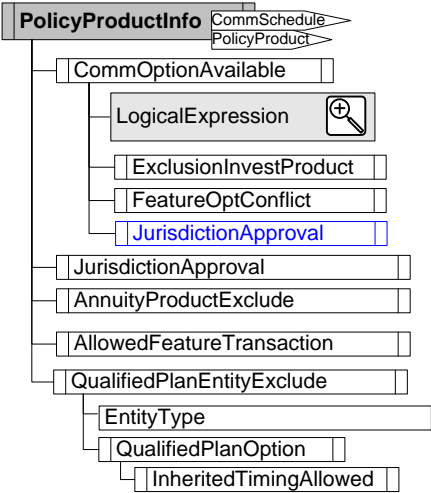 PolicyProductInfo
CommSchedule
PolicyProduct
CommOptionAvailable
LogicalExpression
ExclusionInvestProduct
FeatureOptConflict
JurisdictionApproval
JurisdictionApproval
AnnuityProductExclude
AllowedFeatureTransaction
QualifiedPlanEntityExclude
EntityType
QualifiedPlanOption
InheritedTimingAllowed